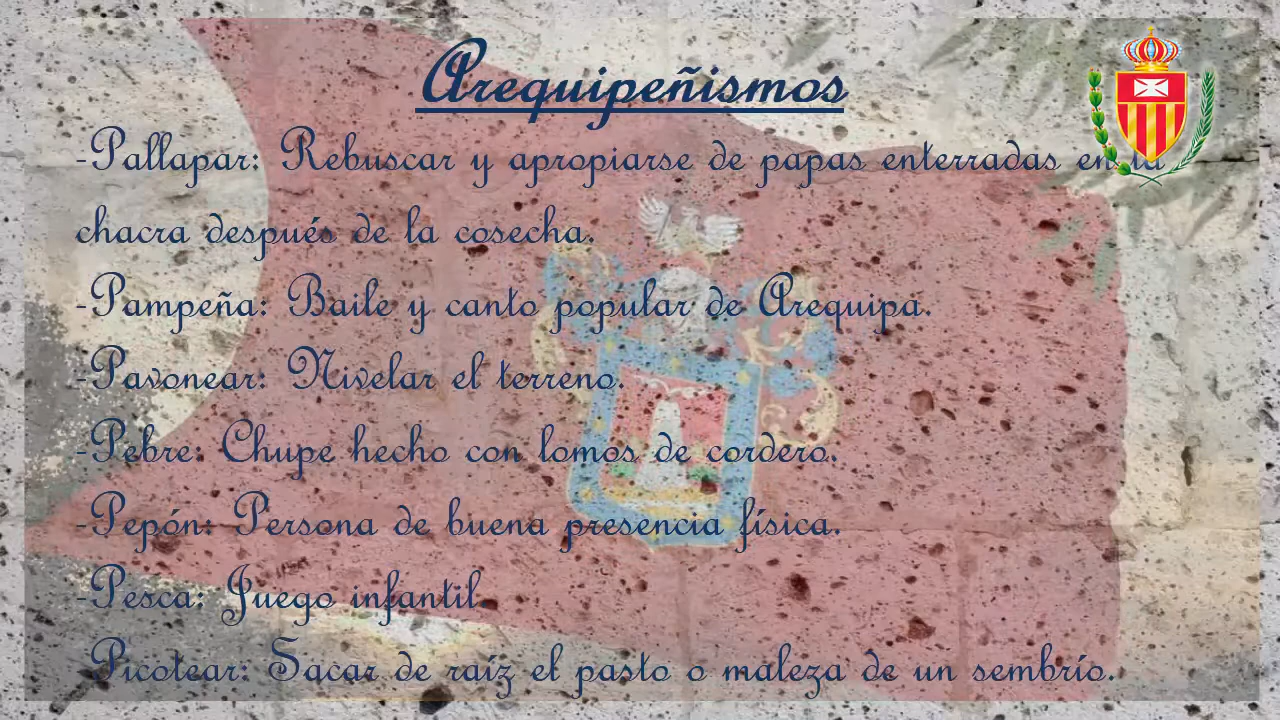 Arequipeñismos
-Pallapar: Rebuscar y apropiarse de papas enterradas en la
chacra después de la cosecha.
-Pampeña: Baile y canto popular de Arequipa.
-Pavonear: Nivelar el terreno.
-Pebre: Chupe hecho con lomos de cordero.
-Pepón: Persona de buena presencia física.
-Pesca: Juego infantil.
-Picotear: Sacar de raíz el pasto o maleza de un sembrío.